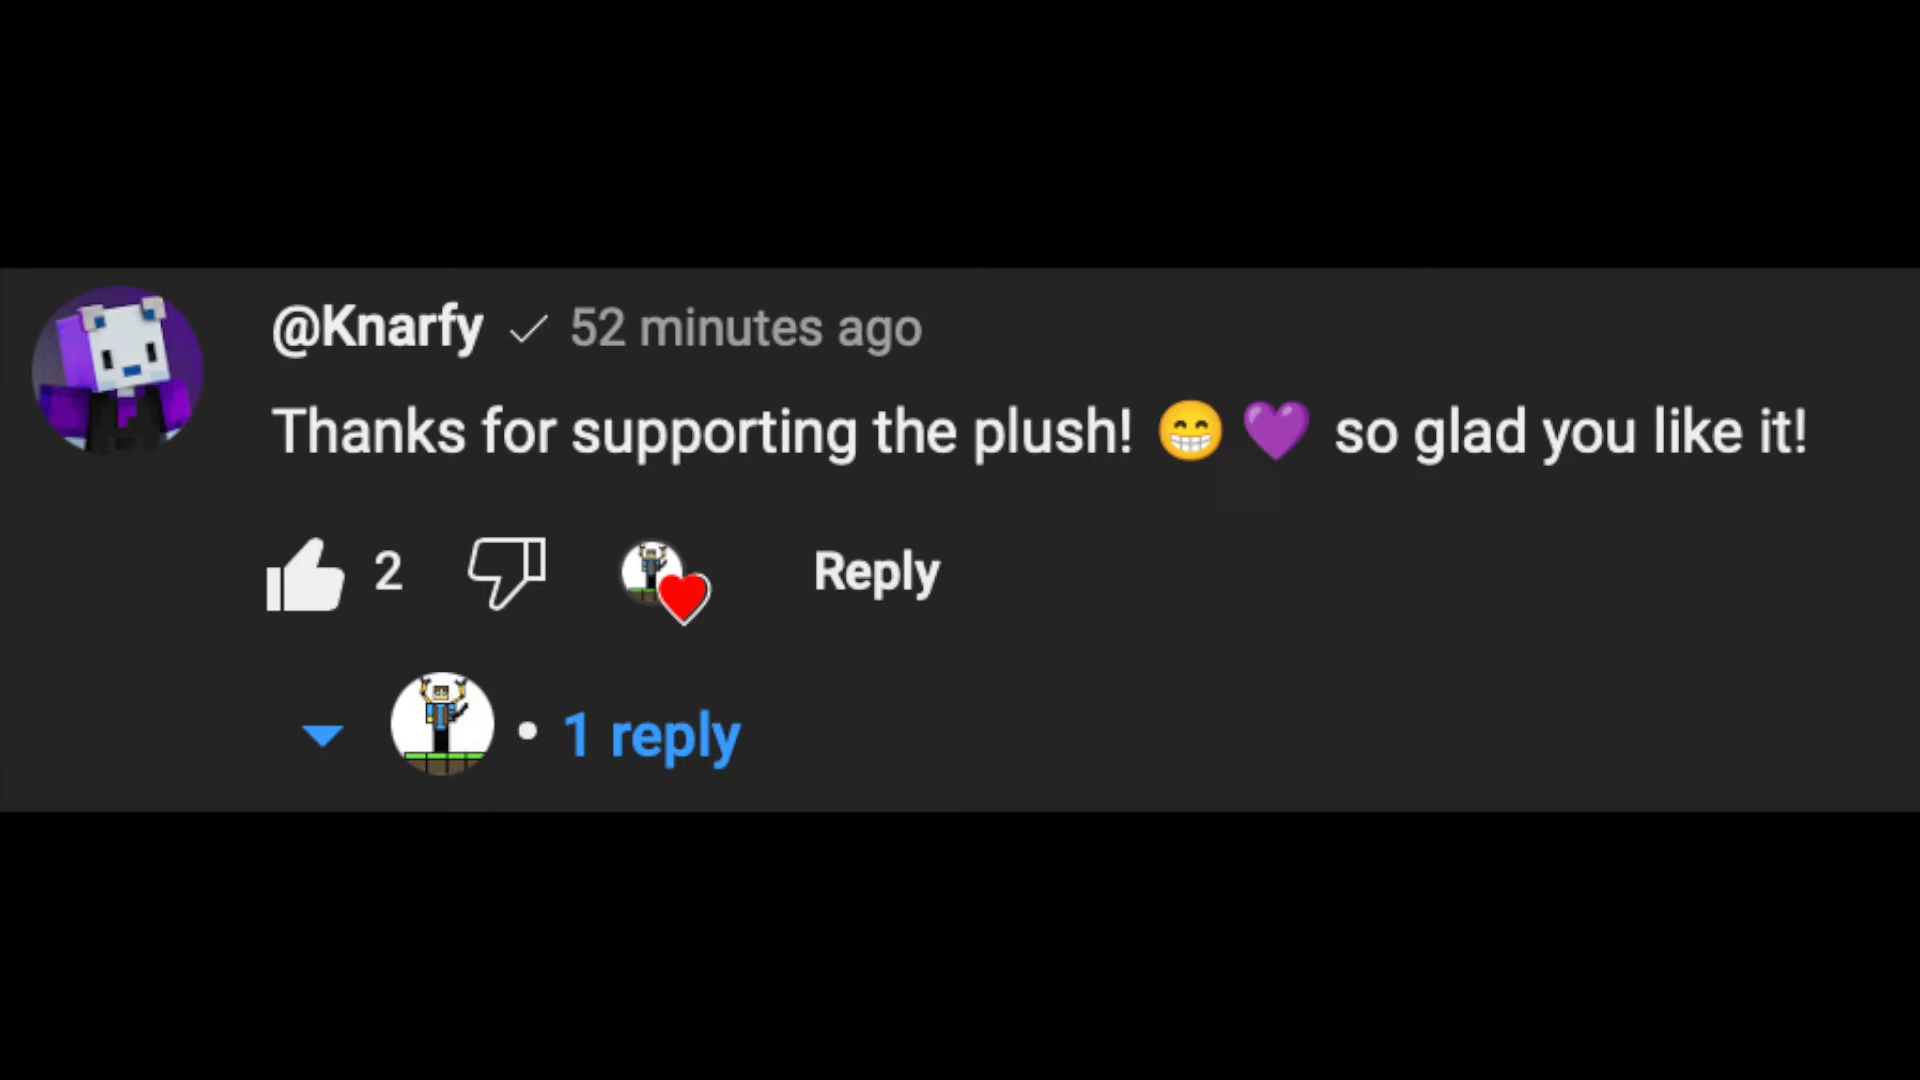 @Knarfy ✓ 52 minutes ago
Thanks for supporting the plush! 😁💜 so glad you like it!
2 Reply
• 1 reply